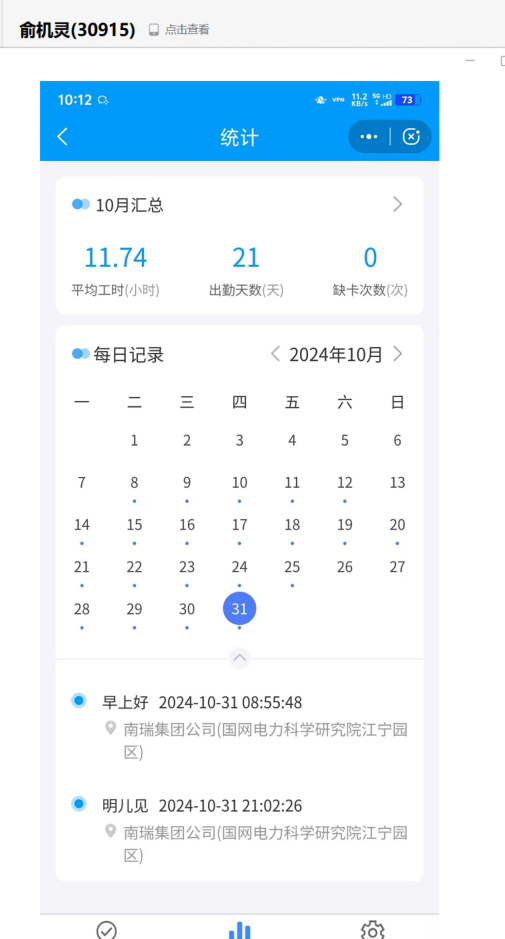 俞机灵(30915) 点击查看
10:12 VPN 11.2 KB/s 5G HD 73
统计
10月汇总
11.74 21 0
平均工时(小时) 出勤天数(天) 缺卡次数(次)
每日记录 2024年10月
一 二 三 四 五 六 日
1 2 3 4 5 6
7 8 9 10 11 12 13
14 15 16 17 18 19 20
21 22 23 24 25 26 27
28 29 30 31
早上好 2024-10-31 08:55:48
南瑞集团公司(国网电力科学研究院江宁园
区)
明儿见 2024-10-31 21:02:26
南瑞集团公司(国网电力科学研究院江宁园
区)